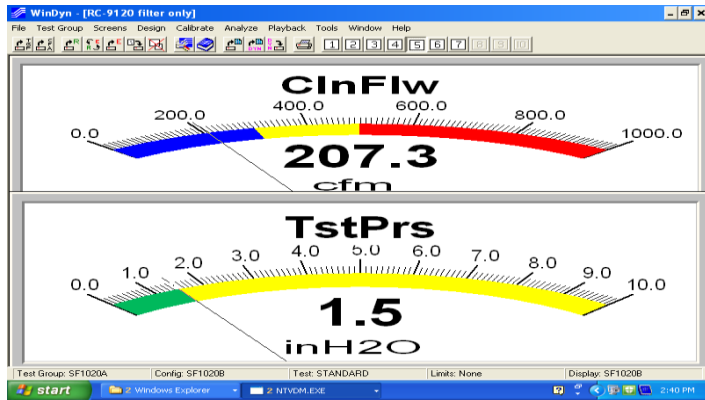 WinDyn - [RC-9120 filter only]
File Test Group Screens Design Calibrate Analyze Playback Tools Window Help
1 2 3 4 5 6 7 8 9 10
ClnFlw
0.0 200.0 400.0 600.0 800.0 1000.0
207.3
cfm
TstPrs
0.0 1.0 2.0 3.0 4.0 5.0 6.0 7.0 8.0 9.0 10.0
1.5
inH2O
Test Group: SF1020A Config: SF1020B Test: STANDARD Limits: None Display: SF1020B
start 2 Windows Explorer 2 NTVDM.EXE 2:40 PM